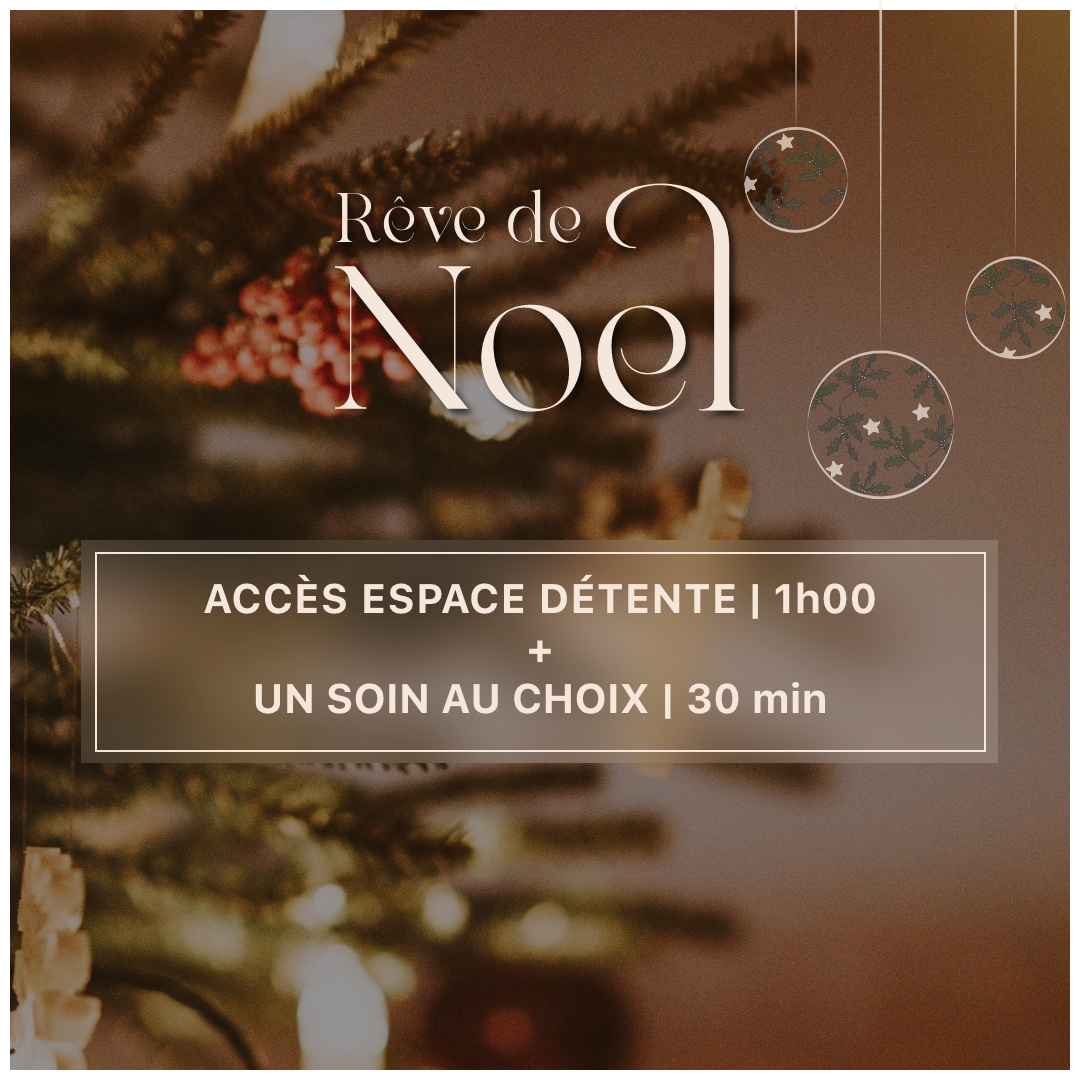 Rêve de
Noel
ACCÈS ESPACE DÉTENTE | 1h00
+
UN SOIN AU CHOIX | 30 min